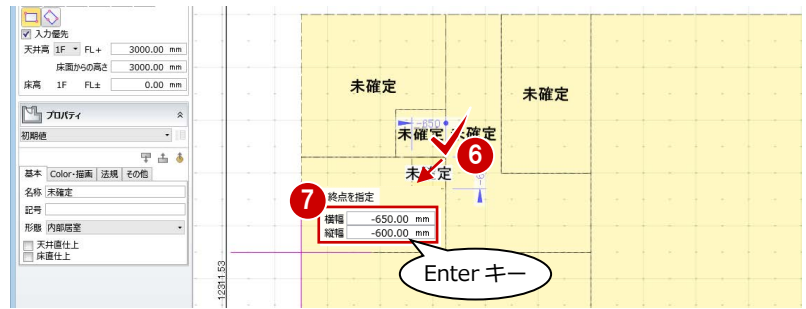 入力優先
天井高 1F FL+ 3000.00 mm
床面からの高さ 3000.00 mm
床高 1F FL± 0.00 mm
プロパティ
初期値
基本 Color・描画 法規 その他
名称 未確定
記号
形態 内部居室
天井直仕上
床直仕上
未確定
未確定
-650
未確定
未確定
6
未確定
7
終点を指定
横幅 -650.00 mm
縦幅 -600.00 mm
Enter キー
12311.53